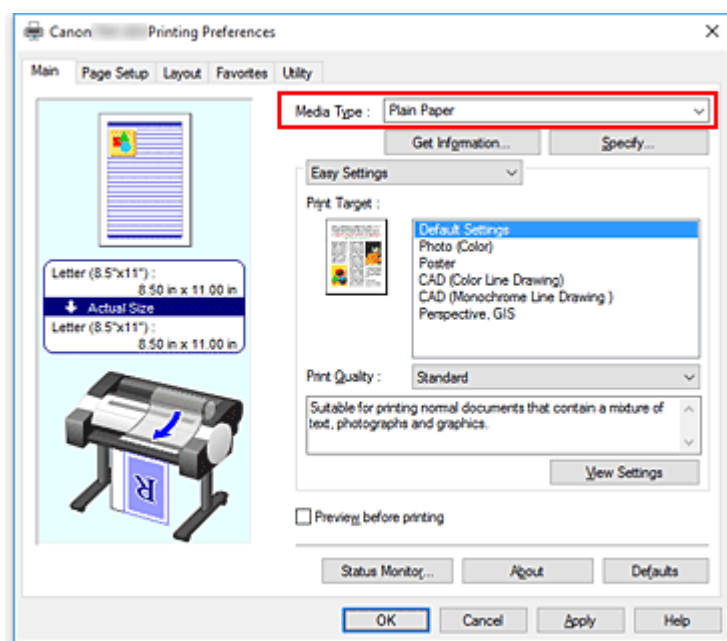 Canon Printing Preferences
Main Page Setup Layout Favorites Utility
Media Type : Plain Paper
Get Information... Specify...
Easy Settings
Print Target :
Default Settings
Photo (Color)
Poster
CAD (Color Line Drawing)
CAD (Monochrome Line Drawing )
Perspective, GIS
Letter (8.5"x11") :
8.50 in x 11.00 in
Actual Size
Letter (8.5"x11") :
8.50 in x 11.00 in
Print Quality : Standard
Suitable for printing normal documents that contain a mixture of
text, photographs and graphics.
View Settings
R
Preview before printing
Status Monitor... About Defaults
OK Cancel Apply Help